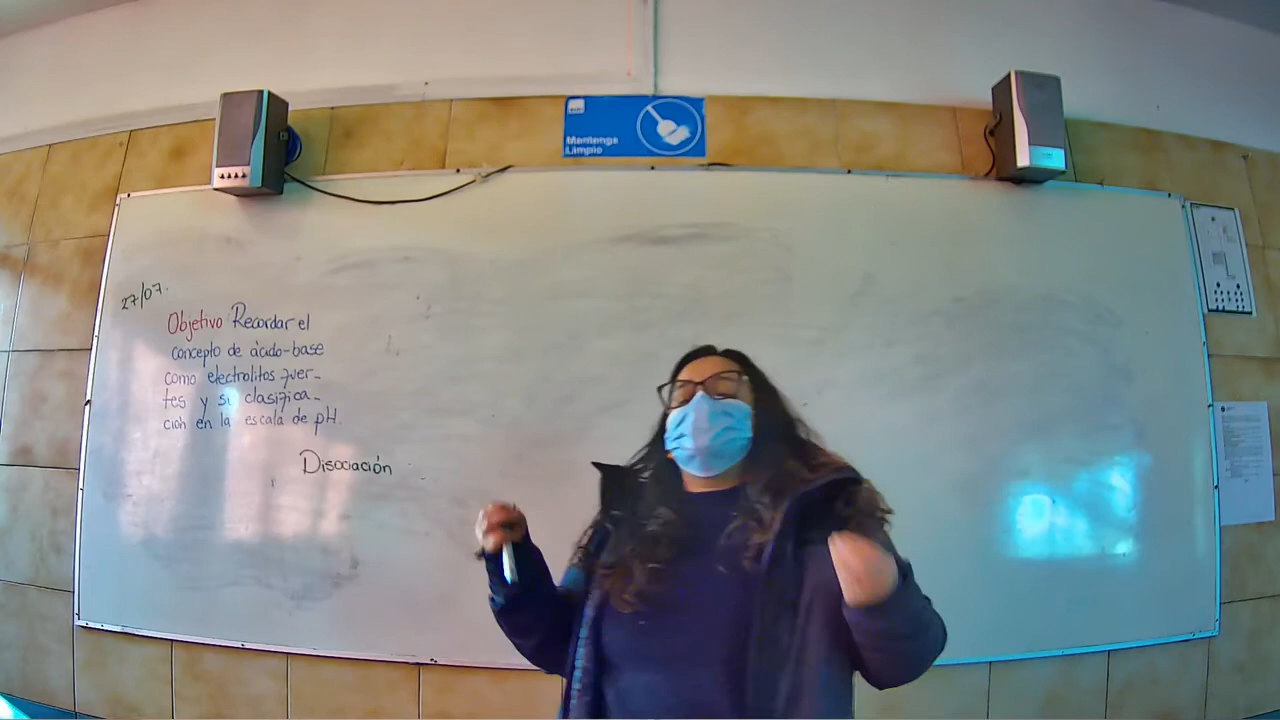 Mantenga
Limpio
27/07.
Objetivo Recordar el
concepto de ácido-base
como electrolitos fuer-
tes y su clasifica-
ción en la escala de pH.
Disociación